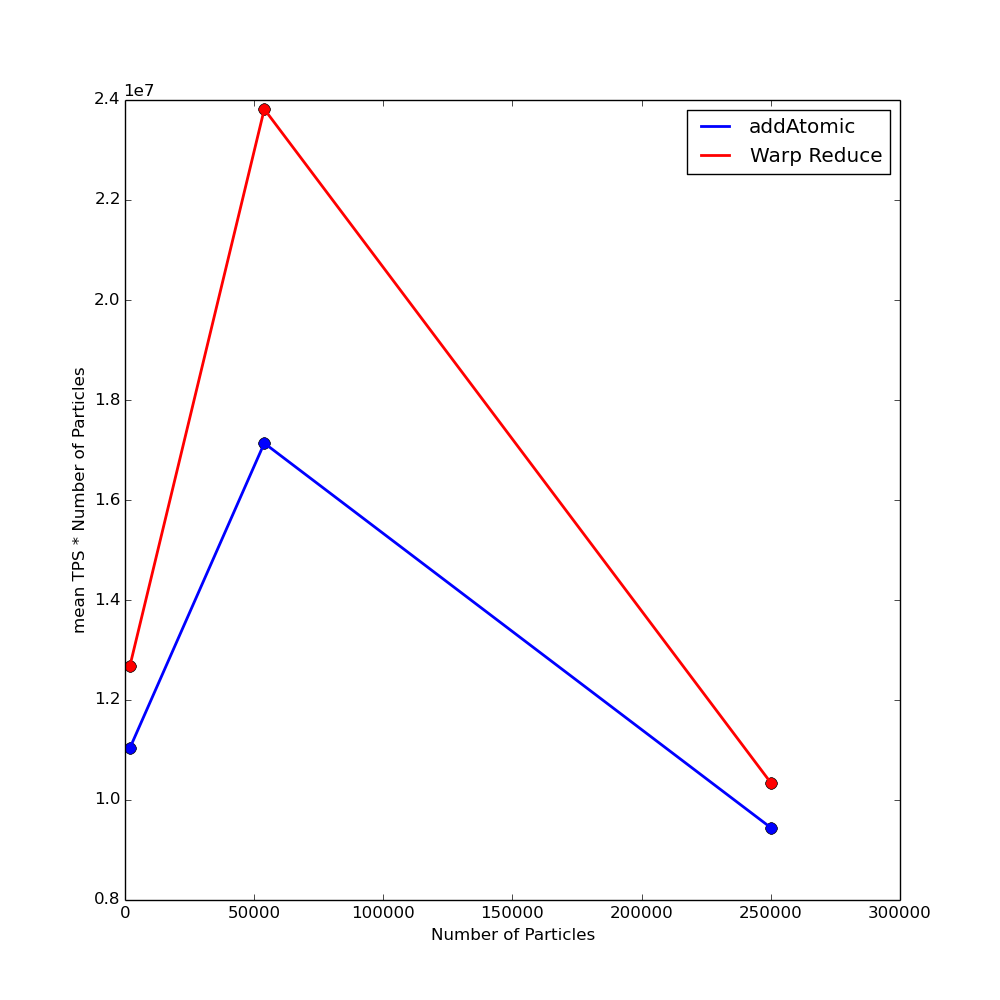 1e7
2.4
2.2
2.0
1.8
1.6
1.4
1.2
1.0
0.8
mean TPS * Number of Particles
addAtomic
Warp Reduce
0 50000 100000 150000 200000 250000 300000
Number of Particles